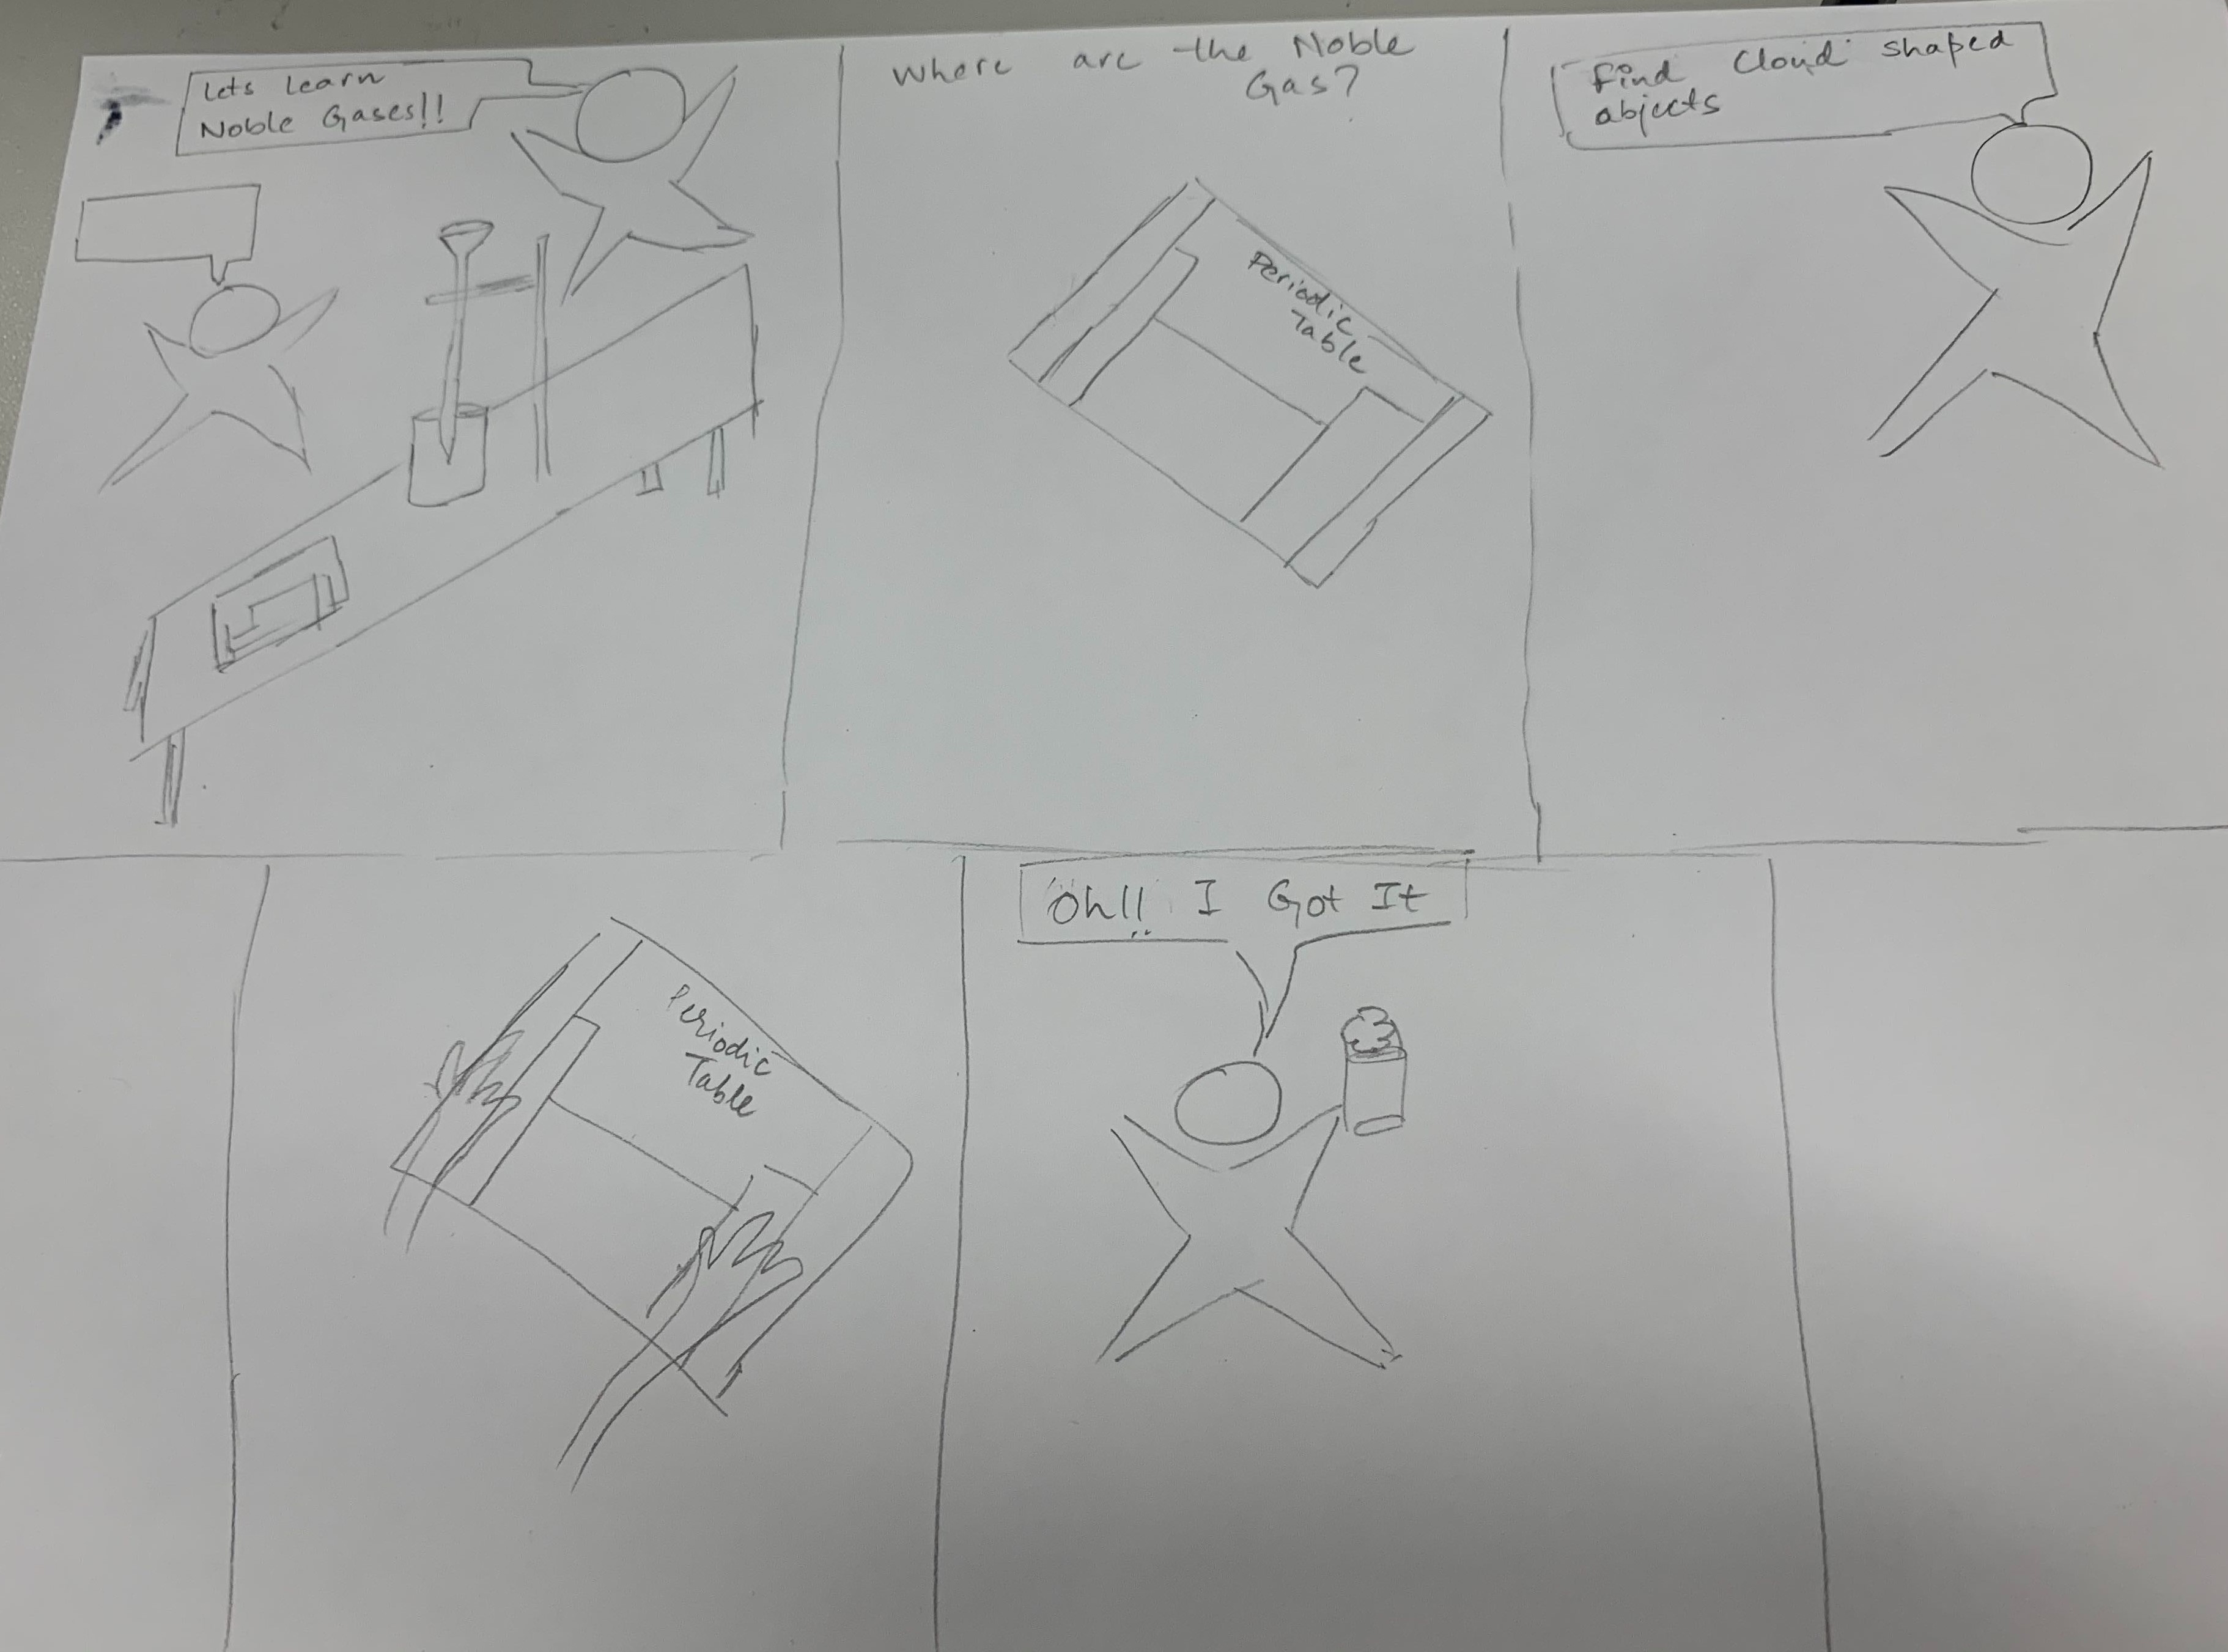 Lets learn
Noble Gases!!
Where are the Noble
Gas?
Periodic
Table
find Cloud shaped
abjects
Periodic
Table
Oh!! I Got It